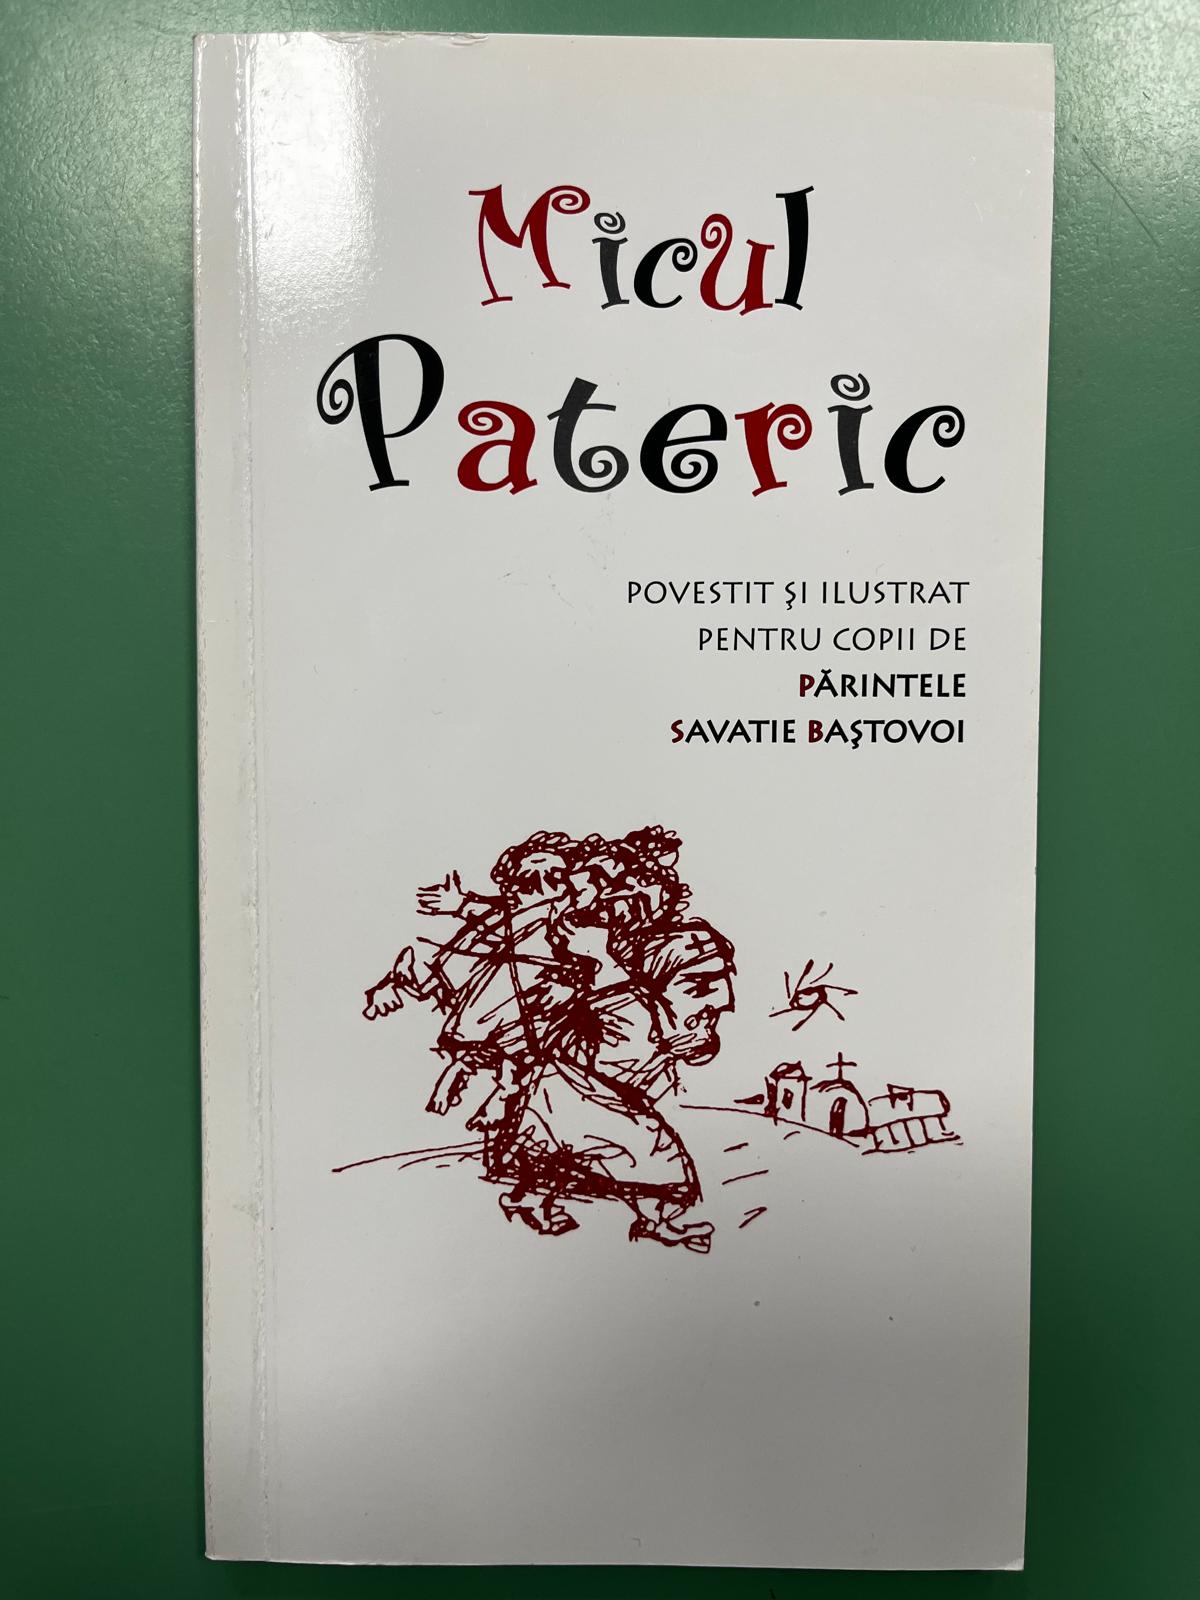 Micul
Pateric
POVESTIT ŞI ILUSTRAT
PENTRU COPII DE
PĂRINTELE
SAVATIE BAŞTOVOI